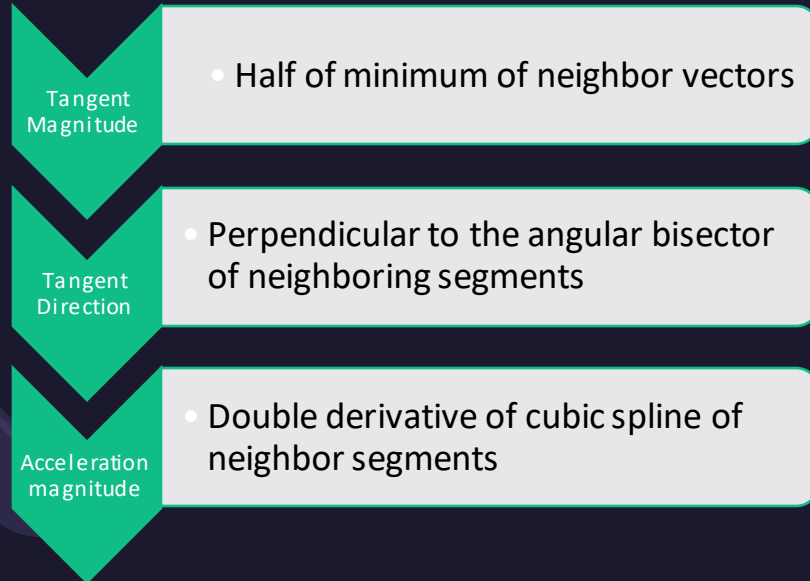 Tangent
Magnitude
• Half of minimum of neighbor vectors
Tangent
Direction
• Perpendicular to the angular bisector
of neighboring segments
Acceleration
magnitude
• Double derivative of cubic spline of
neighbor segments